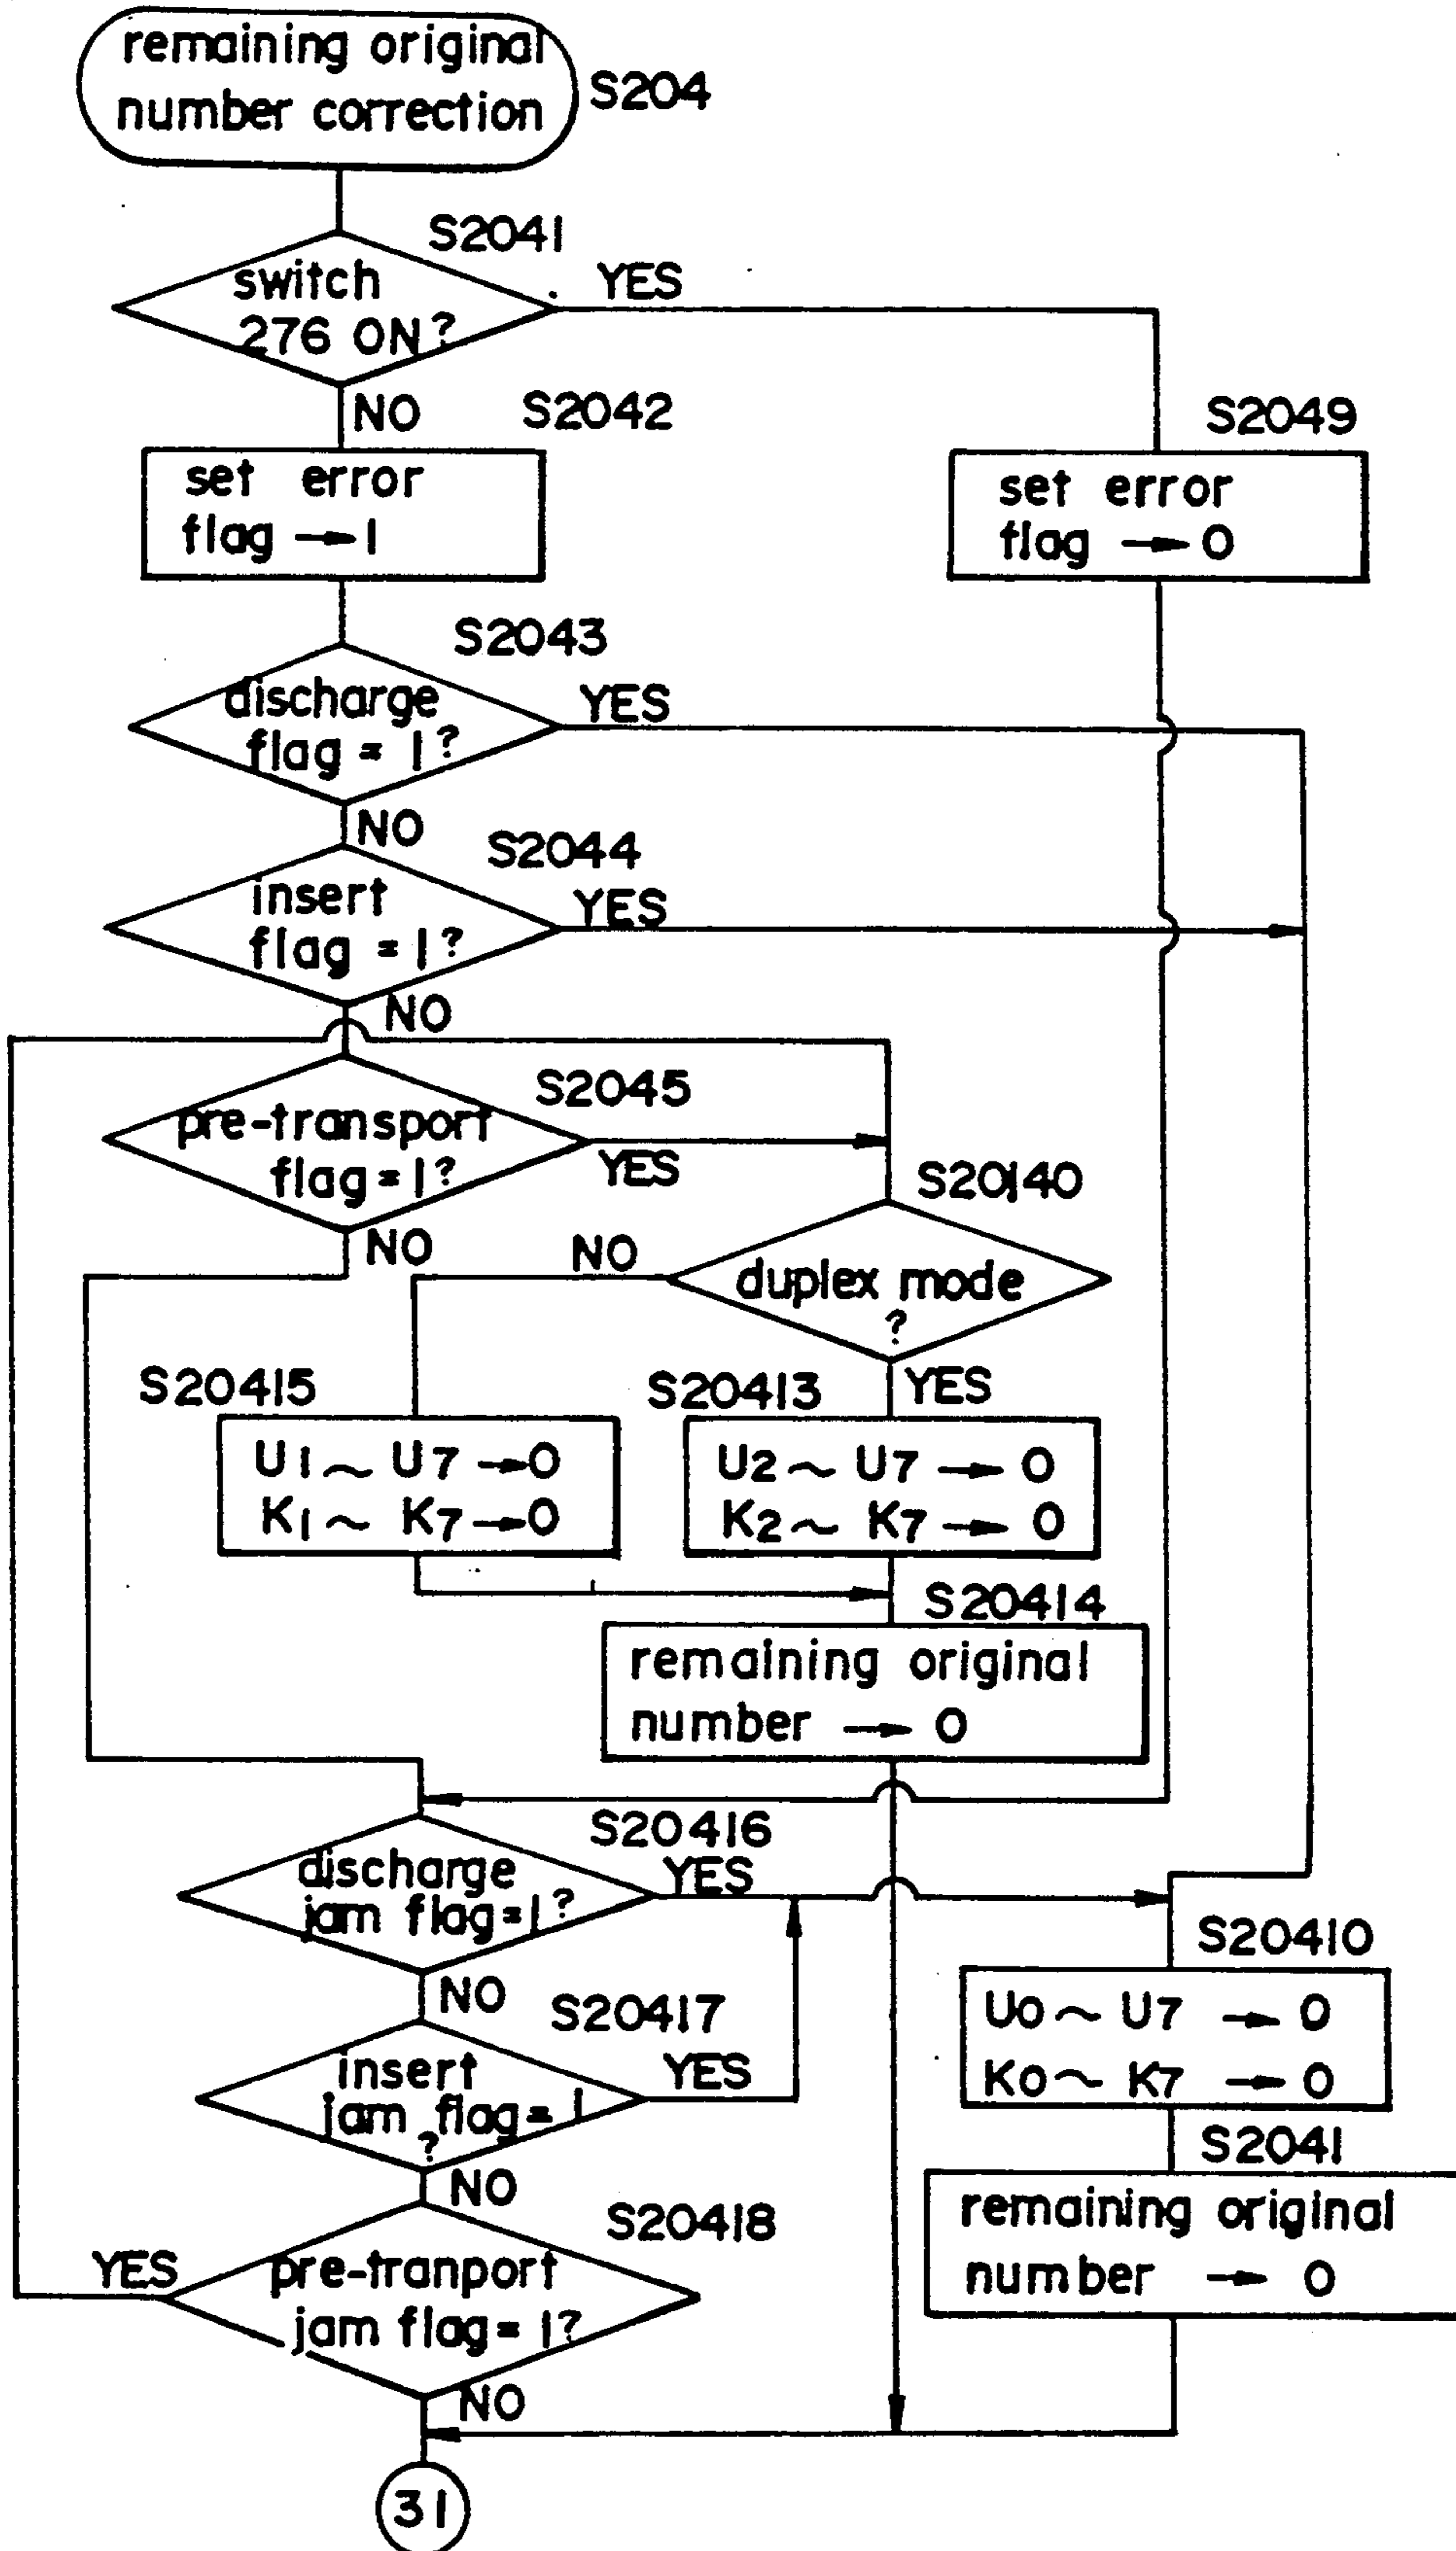 remaining original
number correction
S204
S2041
switch
276 ON?
YES
NO
S2042
set error
flag → 1
S2049
set error
flag → 0
S2043
discharge
flag = 1?
YES
NO
S2044
insert
flag = 1?
YES
NO
S2045
pre-transport
flag = 1?
YES
NO
S20140
duplex mode
?
NO
YES
S20415
U1 ~ U7 → 0
K1 ~ K7 → 0
S20413
U2 ~ U7 → 0
K2 ~ K7 → 0
S20414
remaining original
number → 0
S20416
discharge
jam flag = 1?
YES
NO
S20417
insert
jam flag = 1
?
YES
NO
S20410
U0 ~ U7 → 0
K0 ~ K7 → 0
S2041
remaining original
number → 0
S20418
pre-tranport
jam flag = 1?
YES
NO
31